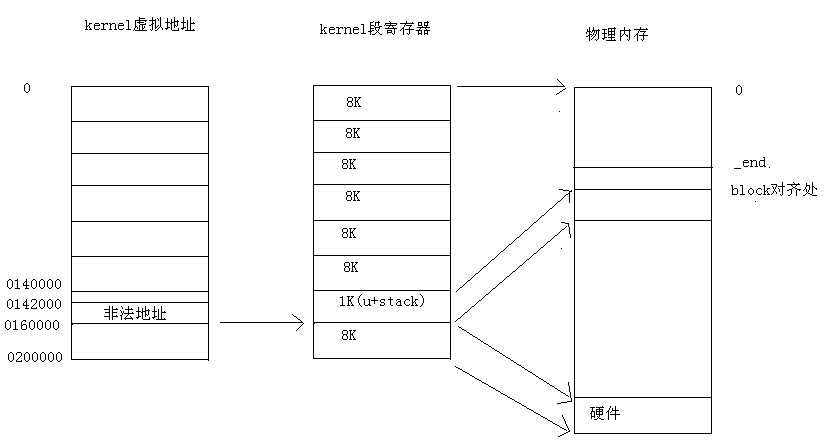 kernel虚拟地址
kernel段寄存器
物理内存
0
0
8K
8K
8K
_end
8K
block对齐处
8K
8K
0140000
1K(u+stack)
0142000
非法地址
0160000
8K
0200000
硬件